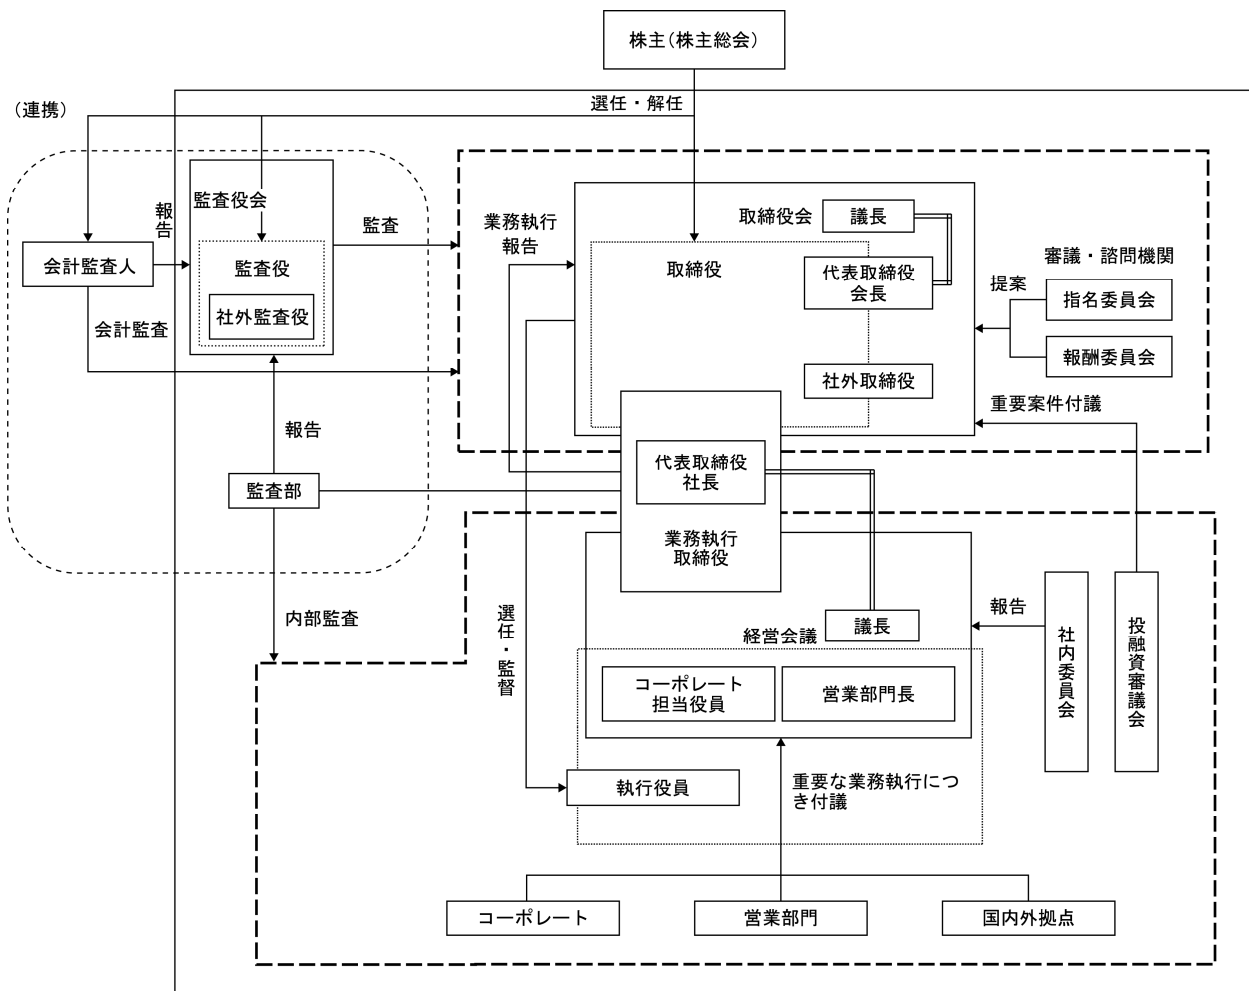 株主（株主総会）
（連携）
選任・解任
監査役会
報告
監査
会計監査人
監査役
社外監査役
会計監査
業務執行
報告
取締役会
議長
取締役
代表取締役
会長
社外取締役
審議・諮問機関
提案
指名委員会
報酬委員会
重要案件付議
報告
監査部
代表取締役
社長
業務執行
取締役
内部監査
選任・監督
経営会議
議長
報告
社内委員会
投融資審議会
コーポレート
担当役員
営業部門長
執行役員
重要な業務執行につ
き付議
コーポレート
営業部門
国内外拠点